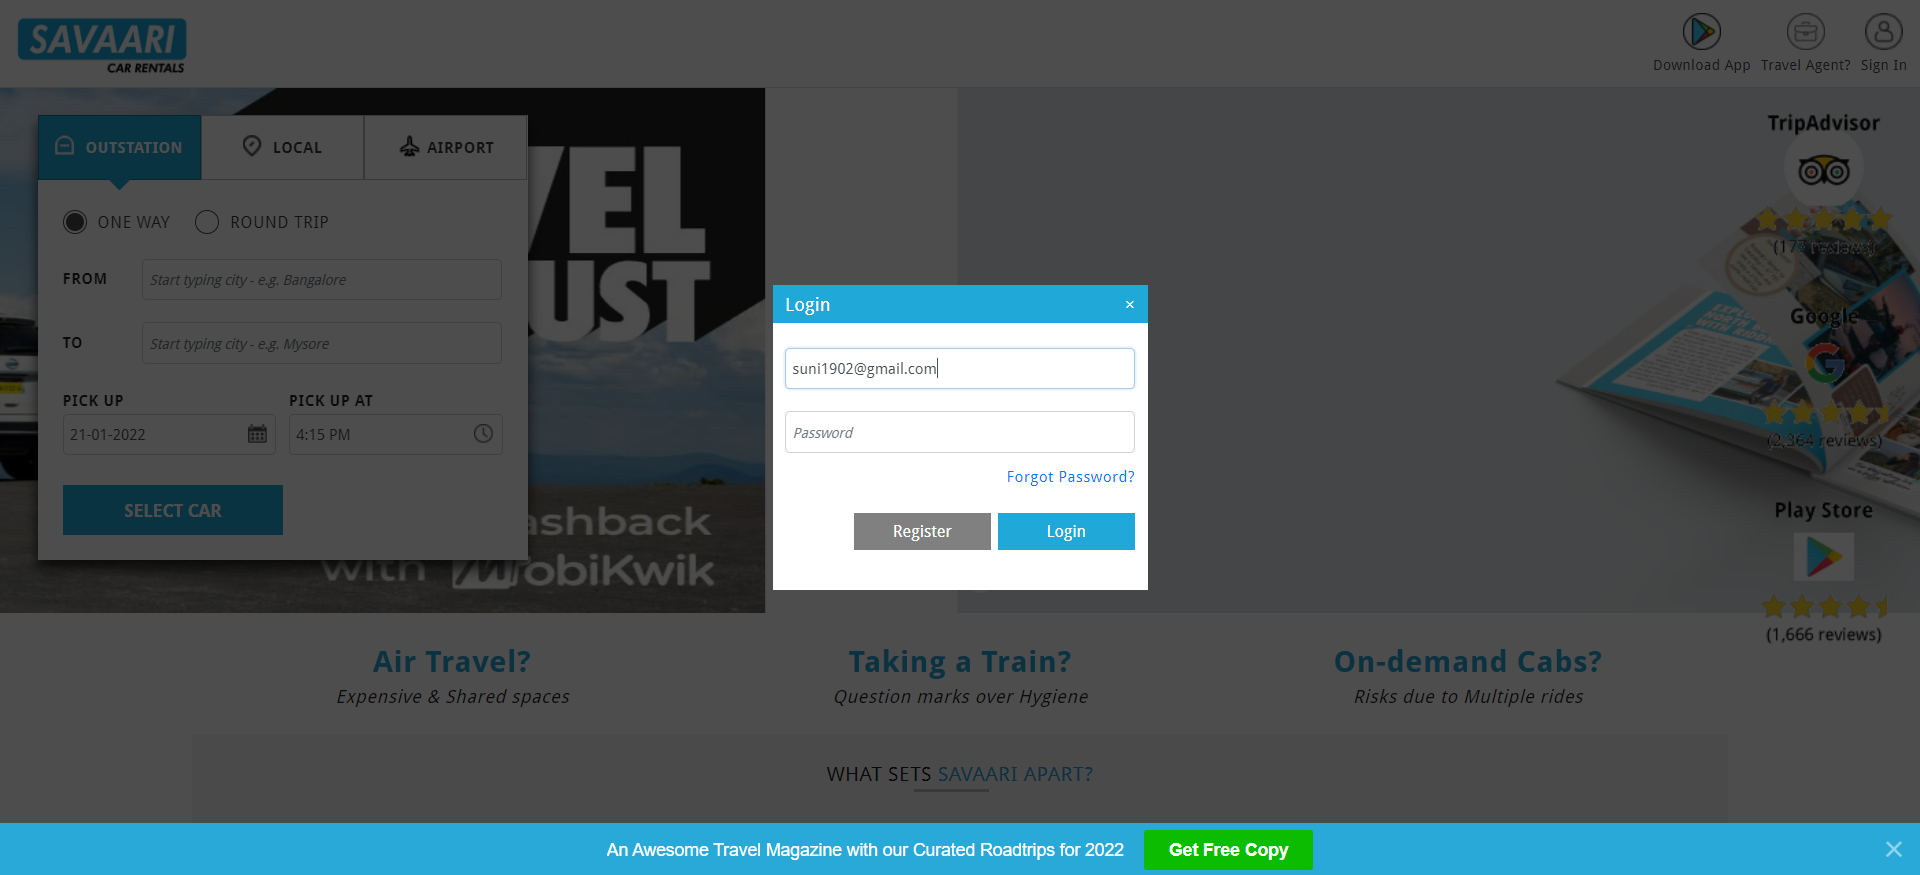 SAVAARI
CAR RENTALS
Download App
Travel Agent?
Sign In
OUTSTATION
LOCAL
AIRPORT
ONE WAY
ROUND TRIP
FROM
Start typing city - e.g. Bangalore
TO
Start typing city - e.g. Mysore
PICK UP
PICK UP AT
21-01-2022
4:15 PM
SELECT CAR
VEL
UST
ashback
with MobiKwik
Login
×
suni1902@gmail.com
Password
Forgot Password?
Register
Login
TripAdvisor
reviews)
Google
(2,364 reviews)
Play Store
(1,666 reviews)
Air Travel?
Expensive & Shared spaces
Taking a Train?
Question marks over Hygiene
On-demand Cabs?
Risks due to Multiple rides
WHAT SETS SAVAARI APART?
An Awesome Travel Magazine with our Curated Roadtrips for 2022
Get Free Copy